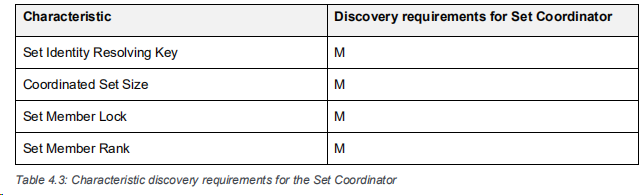 Characteristic Discovery requirements for Set Coordinator
Set Identity Resolving Key M
Coordinated Set Size M
Set Member Lock M
Set Member Rank M
Table 4.3: Characteristic discovery requirements for the Set Coordinator